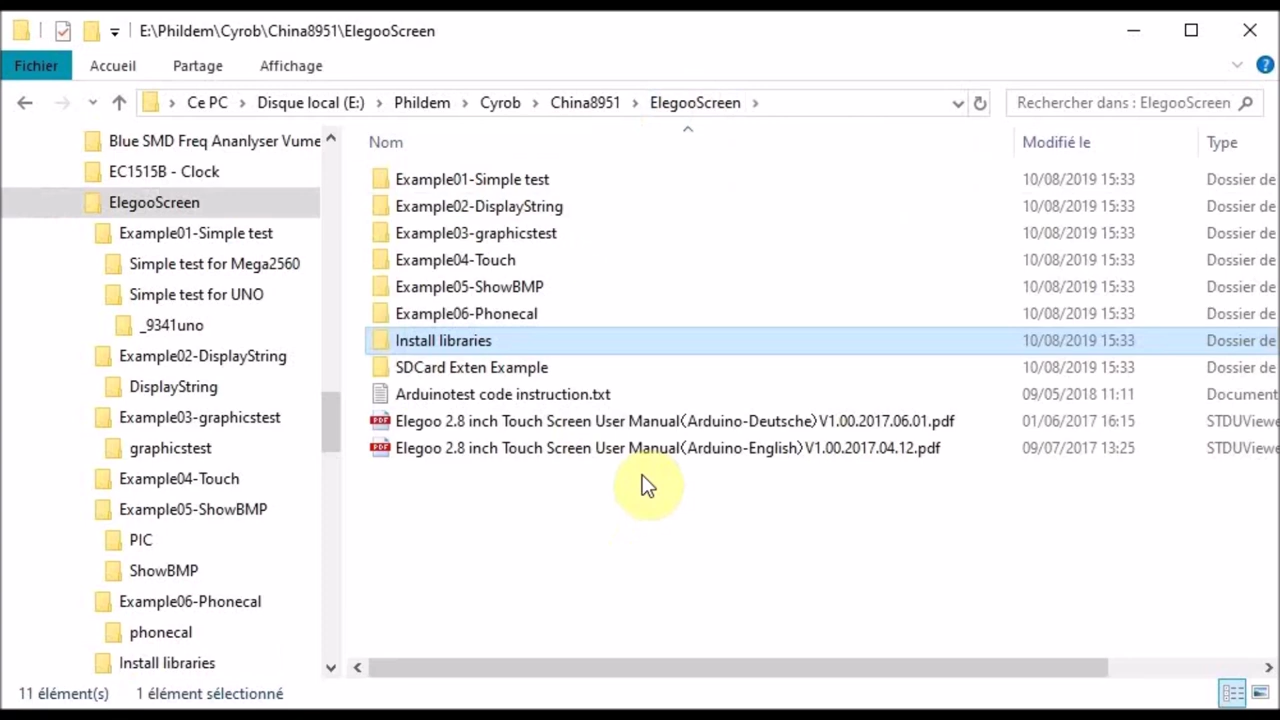 E:\Phildem\Cyrob\China8951\ElegooScreen
Fichier Accueil Partage Affichage
Ce PC > Disque local (E:) > Phildem > Cyrob > China8951 > ElegooScreen >
Rechercher dans : ElegooScreen
Blue SMD Freq Ananlyser Vume
EC1515B - Clock
ElegooScreen
Example01-Simple test
Simple test for Mega2560
Simple test for UNO
_9341uno
Example02-DisplayString
DisplayString
Example03-graphicstest
graphicstest
Example04-Touch
Example05-ShowBMP
PIC
ShowBMP
Example06-Phonecal
phonecal
Install libraries
Nom Modifié le Type
Example01-Simple test 10/08/2019 15:33 Dossier de
Example02-DisplayString 10/08/2019 15:33 Dossier de
Example03-graphicstest 10/08/2019 15:33 Dossier de
Example04-Touch 10/08/2019 15:33 Dossier de
Example05-ShowBMP 10/08/2019 15:33 Dossier de
Example06-Phonecal 10/08/2019 15:33 Dossier de
Install libraries 10/08/2019 15:33 Dossier de
SDCard Exten Example 10/08/2019 15:33 Dossier de
Arduinotest code instruction.txt 09/05/2018 11:11 Document
PDF Elegoo 2.8 inch Touch Screen User Manual（Arduino-Deutsche）V1.00.2017.06.01.pdf 01/06/2017 16:15 STDUViewe
PDF Elegoo 2.8 inch Touch Screen User Manual（Arduino-English）V1.00.2017.04.12.pdf 09/07/2017 13:25 STDUViewe
11 élément(s) 1 élément sélectionné